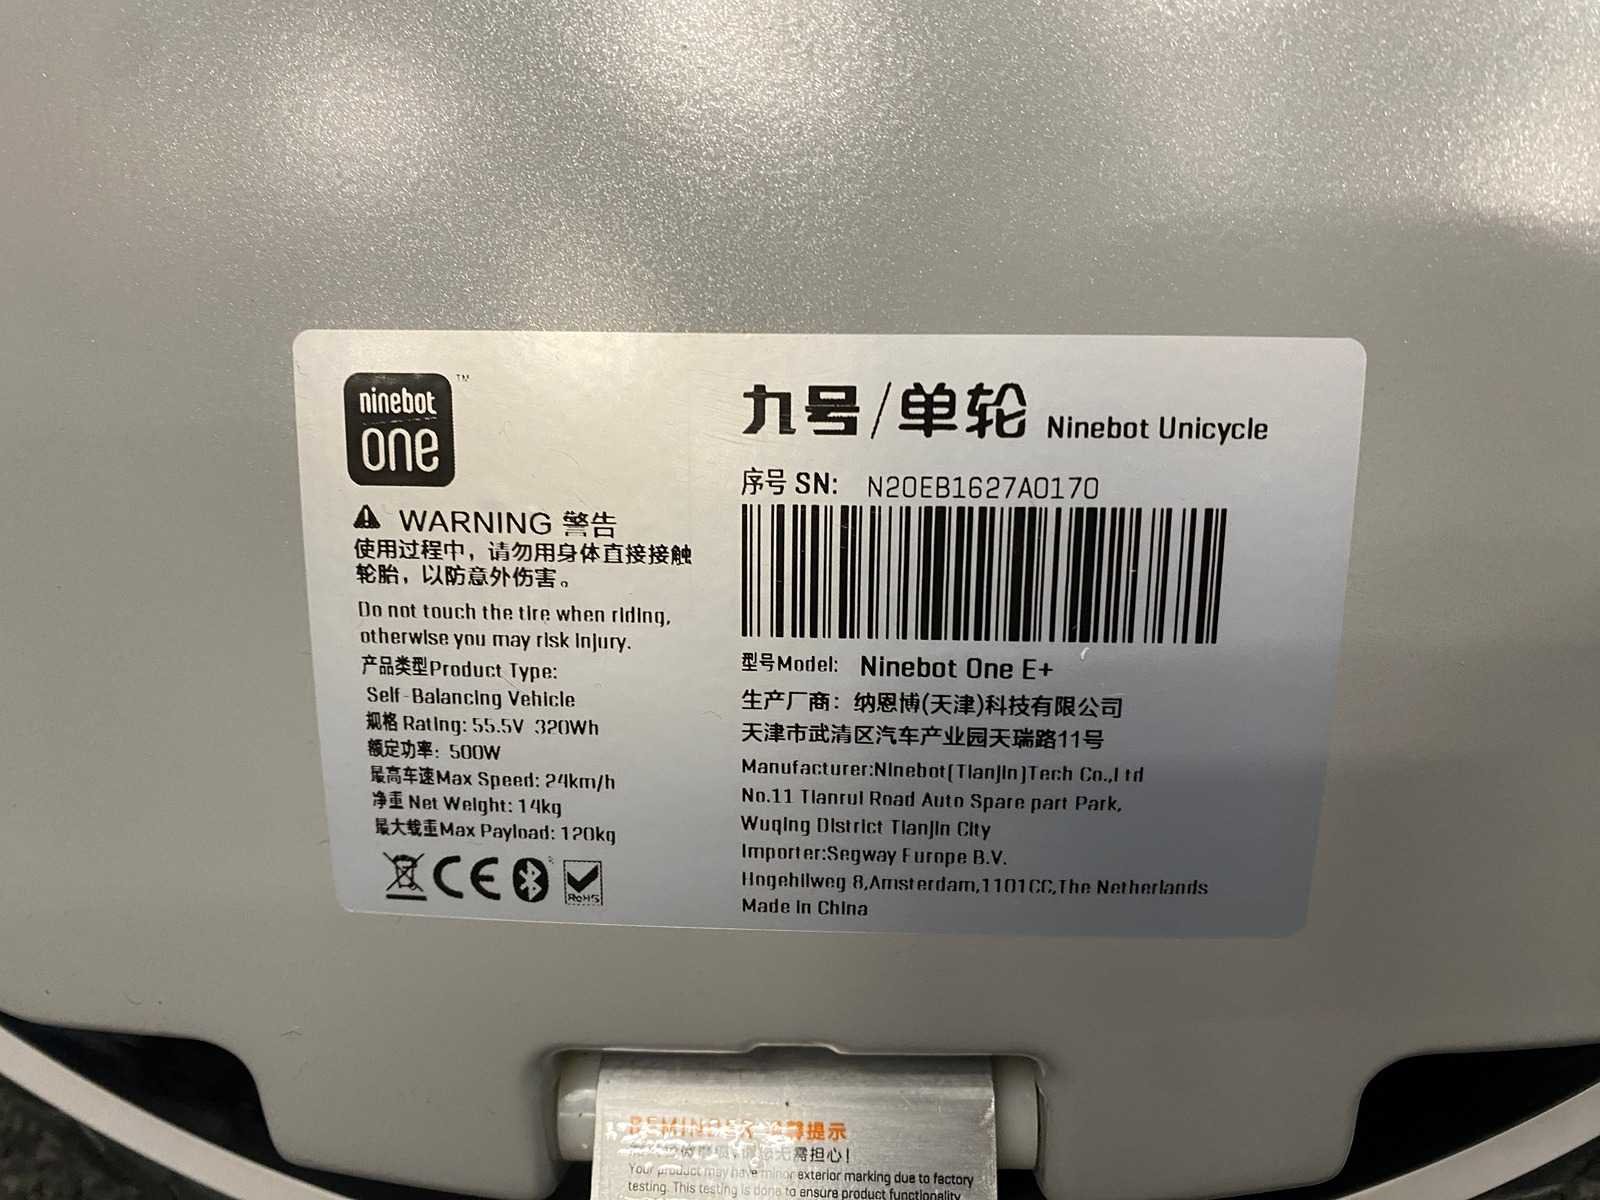 ninebot
one
TM
WARNING 警告
使用过程中，请勿用身体直接接触
轮胎，以防意外伤害。
Do not touch the tire when riding,
otherwise you may risk injury.
产品类型Product Type:
Self-Balancing Vehicle
规格 Rating: 55.5V 320Wh
额定功率: 500W
最高车速Max Speed: 24km/h
净重 Net Weight: 14kg
最大载重Max Payload: 120kg
CE
RoHS
九号/单轮 Ninebot Unicycle
序号 SN: N20EB1627A0170
型号Model: Ninebot One E+
生产厂商：纳恩博(天津)科技有限公司
天津市武清区汽车产业园天瑞路11号
Manufacturer:Ninebot(Tianjin)Tech Co.,Ltd
No.11 Tianrui Road Auto Spare part Park,
Wuqing District Tianjin City
Importer:Segway Europe B.V.
Hogehilweg 8,Amsterdam,1101CC,The Netherlands
Made in China
REMINDER 温馨提示
无需担心！
Your product may have minor exterior marking due to factory
testing. This testing is done to ensure product functionality